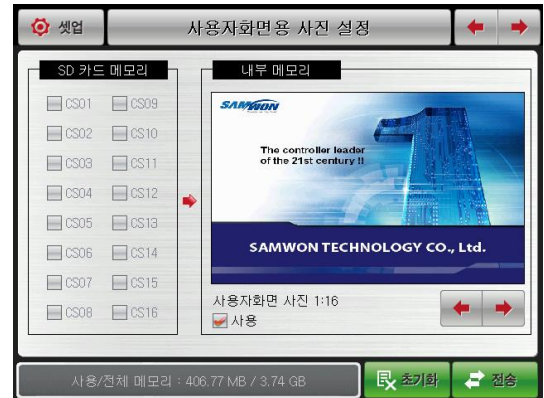 셋업
사용자화면용 사진 설정
SD 카드 메모리
내부 메모리
CS01 CS09
CS02 CS10
CS03 CS11
CS04 CS12
CS05 CS13
CS06 CS14
CS07 CS15
CS08 CS16
SAMWON
The controller leader
of the 21st century !!
SAMWON TECHNOLOGY CO., Ltd.
사용자화면 사진 1:16
사용
사용/전체 메모리 : 406.77 MB / 3.74 GB
초기화
전송